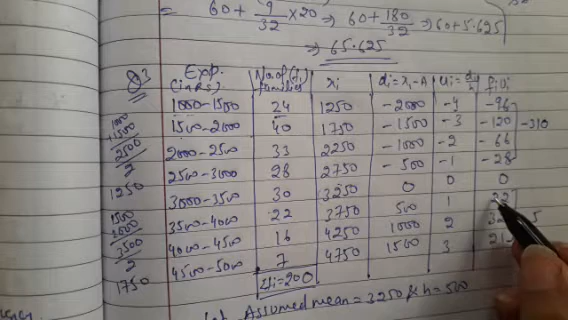 = 60 + 9/32 × 20 ⇒ 60 + 180/32 ⇒ 60 + 5.625
⇒ 65.625
Q3 Exp. (in RS) No. of (fi) families xi di = xi - A ui = di/h fiui
1000-1500 24 1250 -2000 -4 -96
1500-2000 40 1750 -1500 -3 -120
2000-2500 33 2250 -1000 -2 -66 -310
2500-3000 28 2750 -500 -1 -28
3000-3500 30 3250 0 0 0
3500-4000 22 3750 500 1 22
4000-4500 16 4250 1000 2 32
4500-5000 7 4750 1500 3 21
Σfi = 200
1000
+1500
2500
2
1250
1500
2000
3500
2
1750
let Assumed mean = 3250 & h = 500